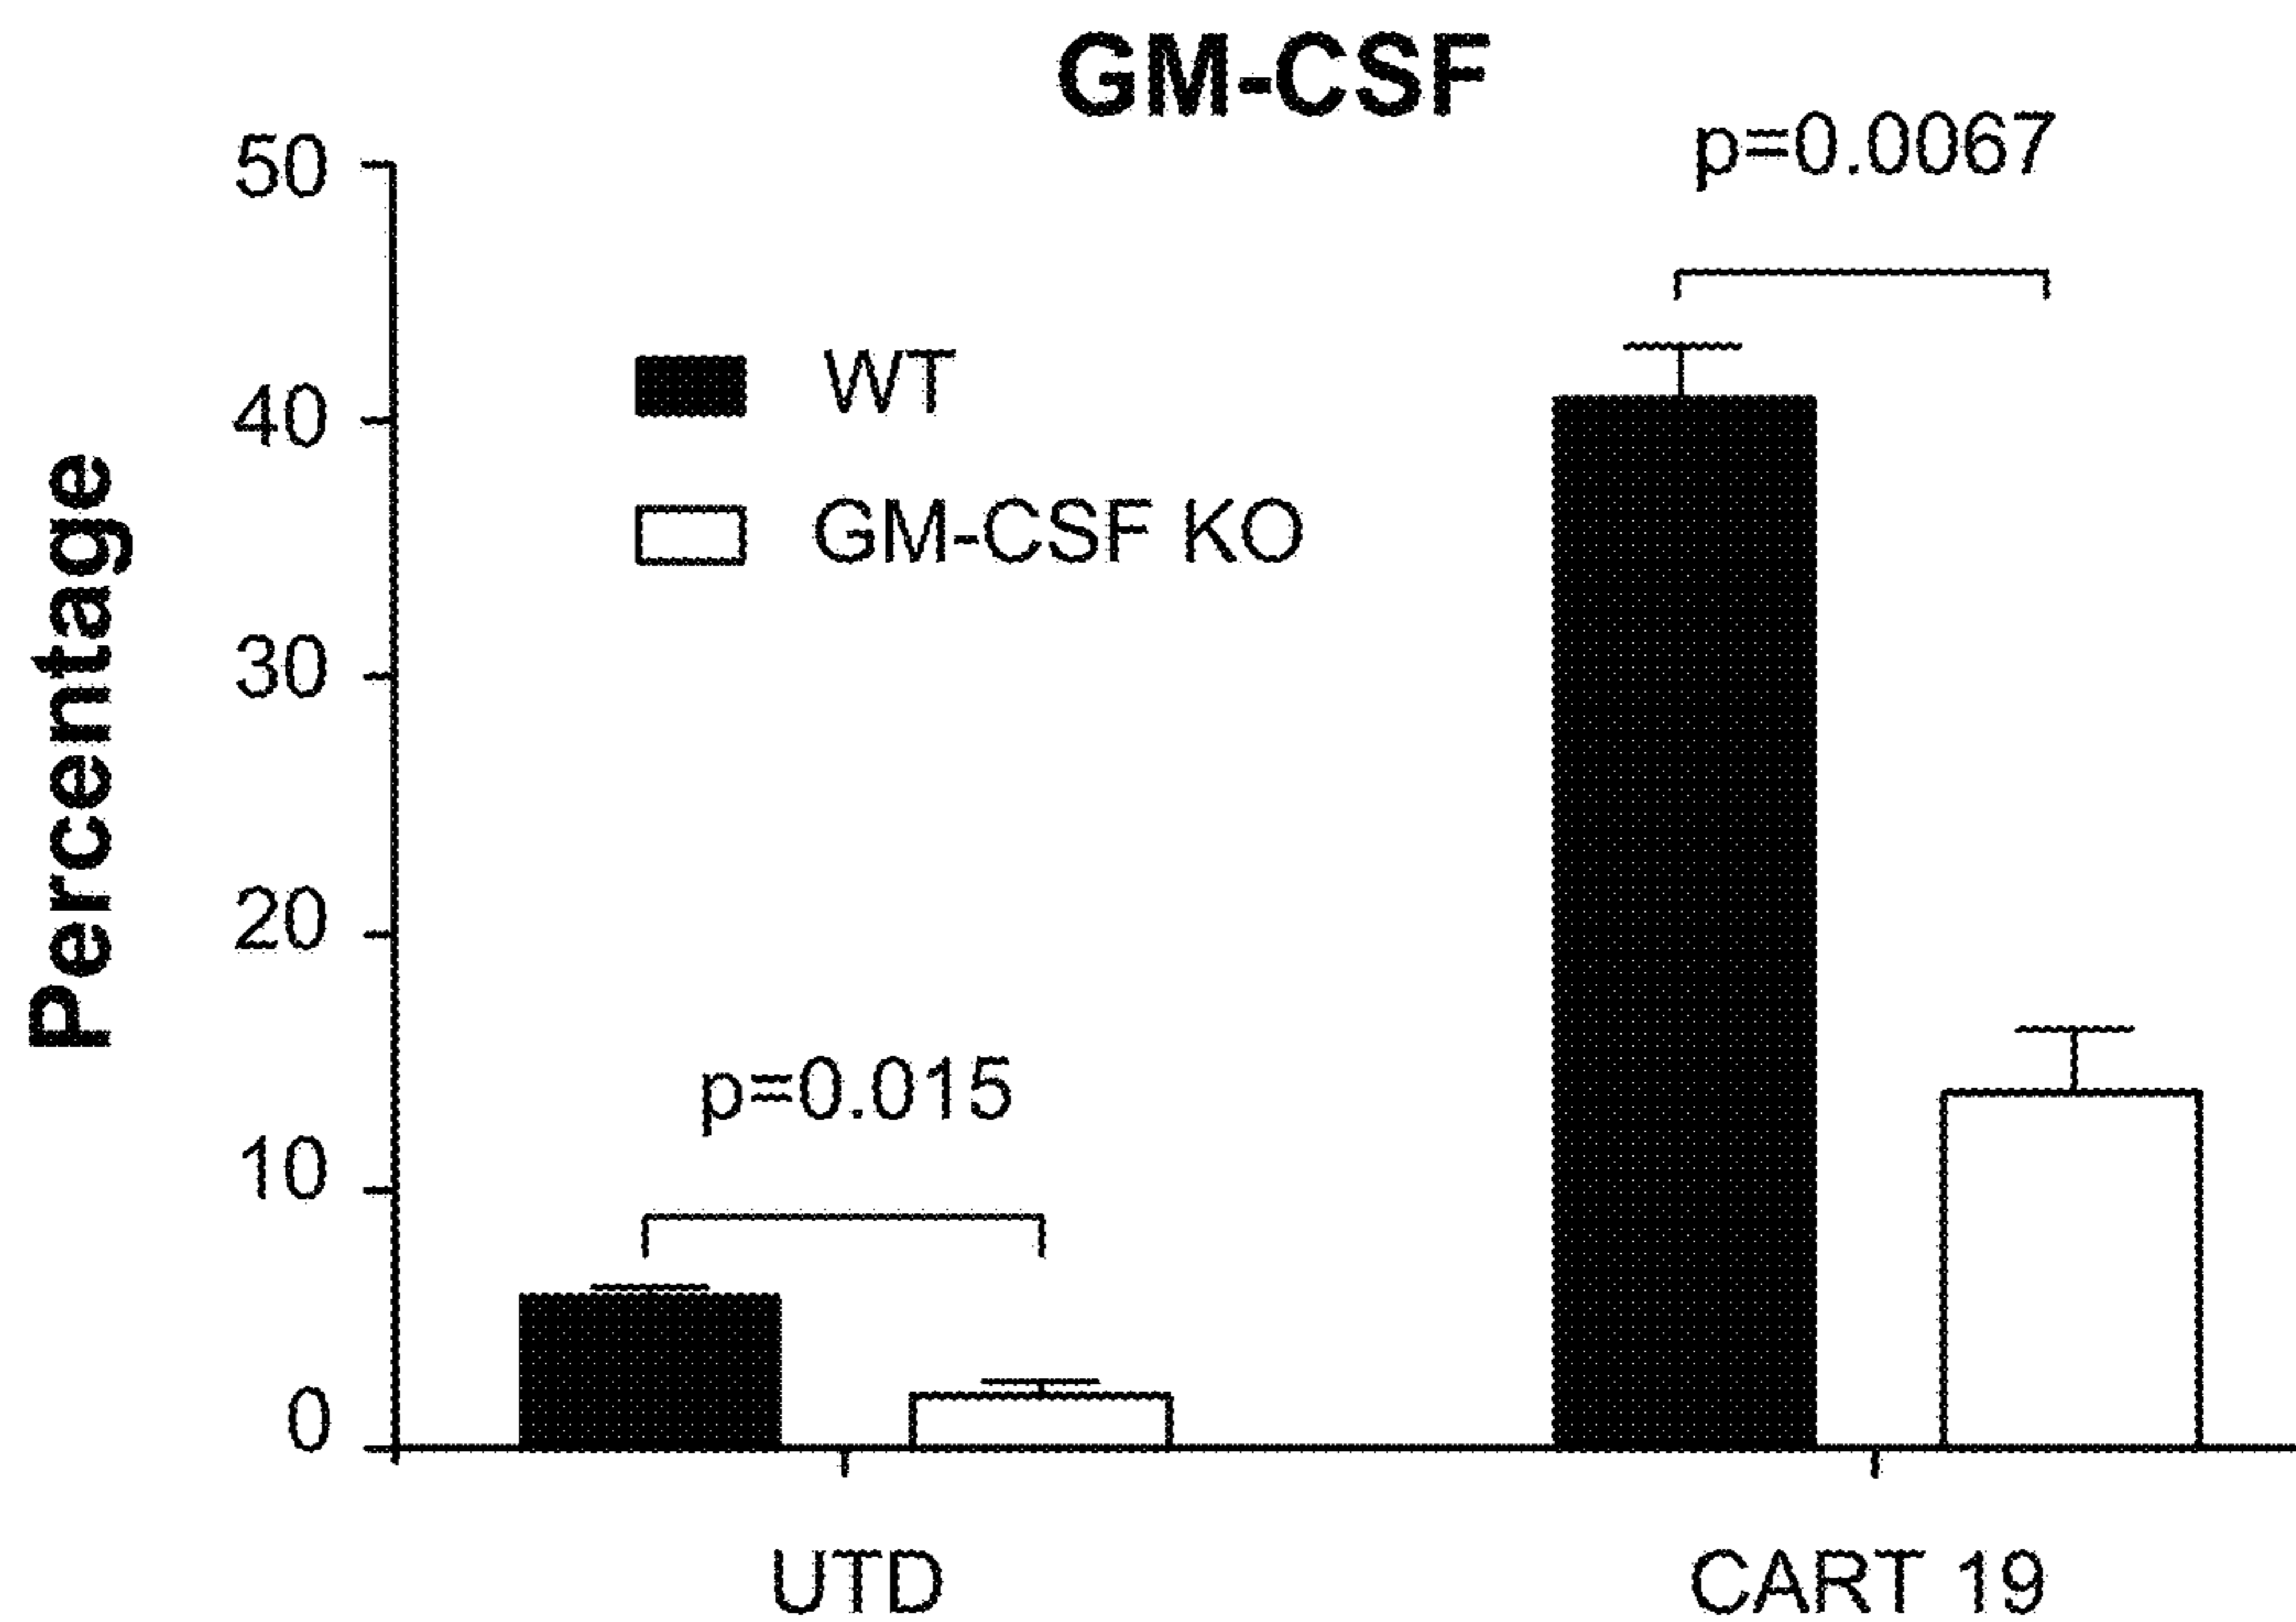 GM-CSF
p=0.0067
50
40
30
20
10
0
Percentage
WT
GM-CSF KO
p=0.015
UTD
CART 19